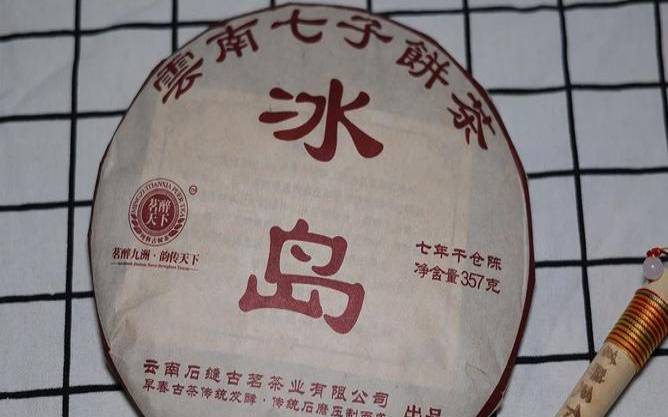 雲南七子餅茶
冰
岛
茗醉
天下
茗醉九洲·韵传天下
七年干仓陈
净含量357克
云南石缝古茗茶业有限公司
早春古茶传统发酵·传统石磨压制而成
出品